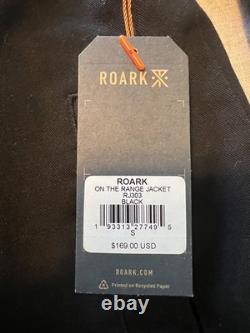 ROARK
ROARK
ON THE RANGE JACKET
RJ303
BLACK
1 93313 27749 5
S
$169.00 USD
ROARK.COM
Printed on Recycled Paper